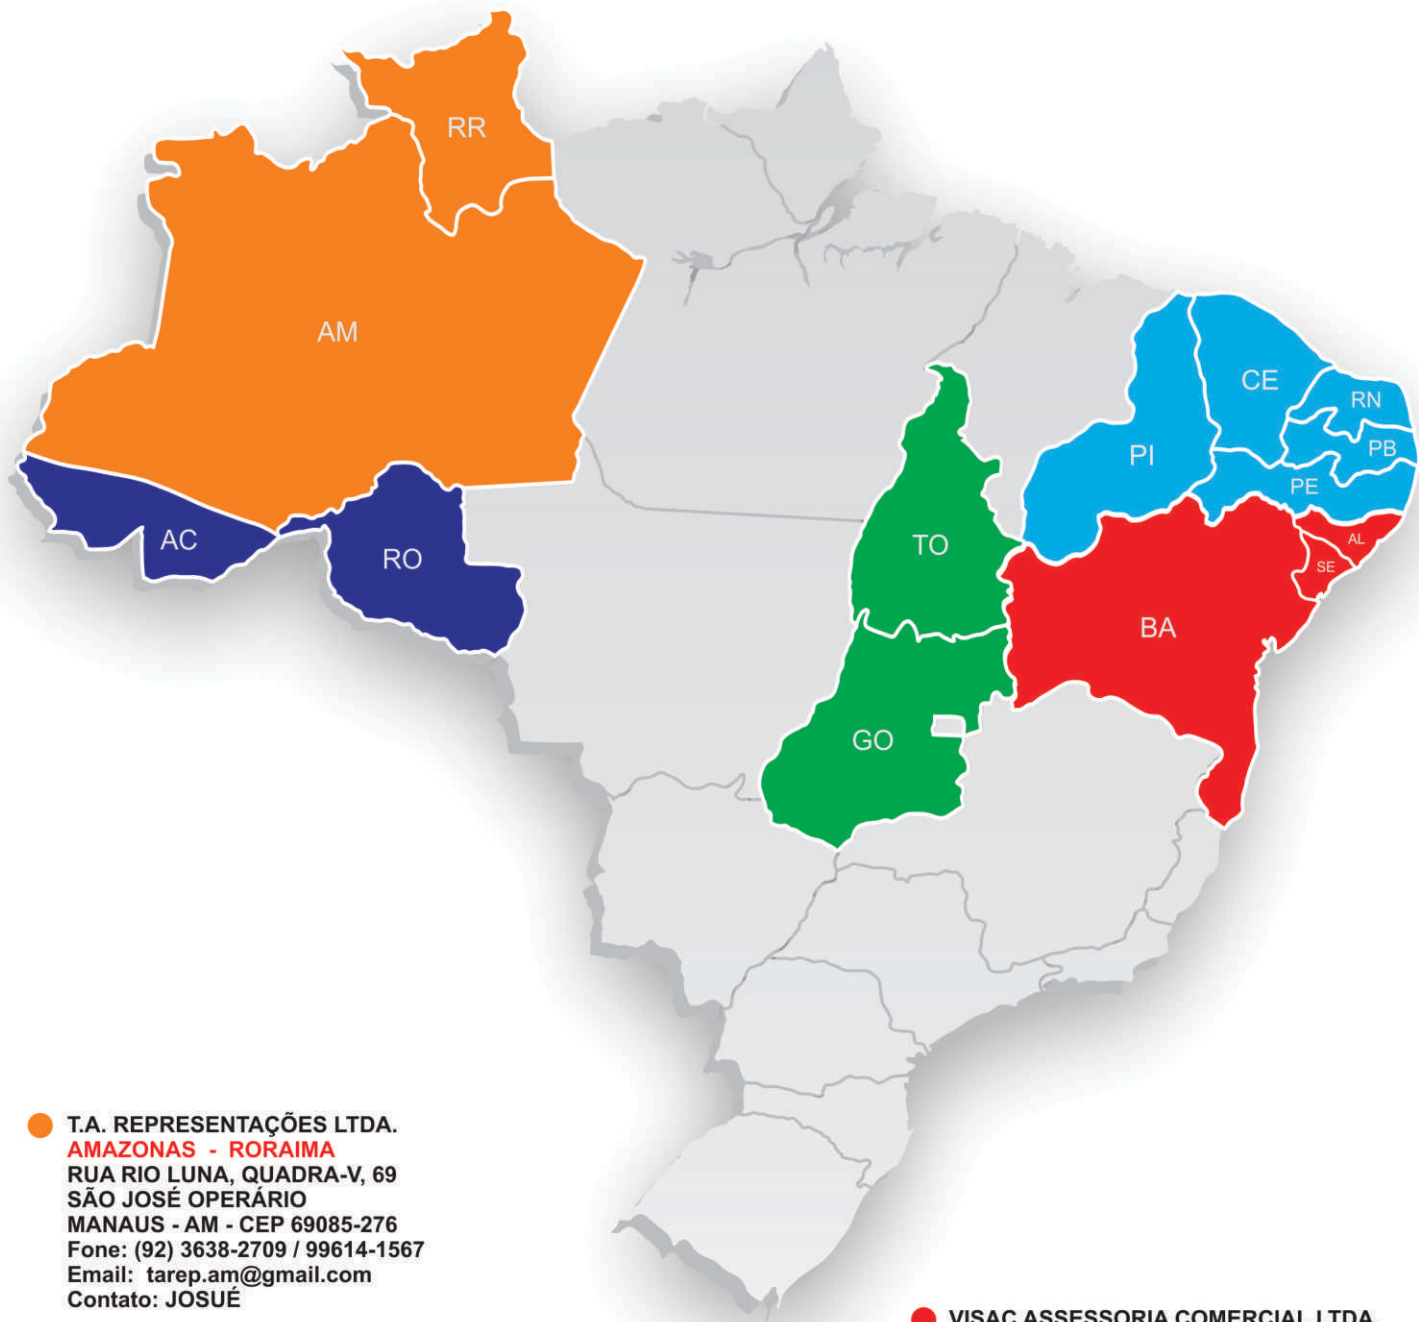 RR
AM
CE
RN
PI
PB
PE
AC
RO
TO
AL
SE
BA
GO
T.A. REPRESENTAÇÕES LTDA.
AMAZONAS - RORAIMA
RUA RIO LUNA, QUADRA-V, 69
SÃO JOSÉ OPERÁRIO
MANAUS - AM - CEP 69085-276
Fone: (92) 3638-2709 / 99614-1567
Email: tarep.am@gmail.com
Contato: JOSUÉ
VISAC ASSESSORIA COMERCIAL LTDA.